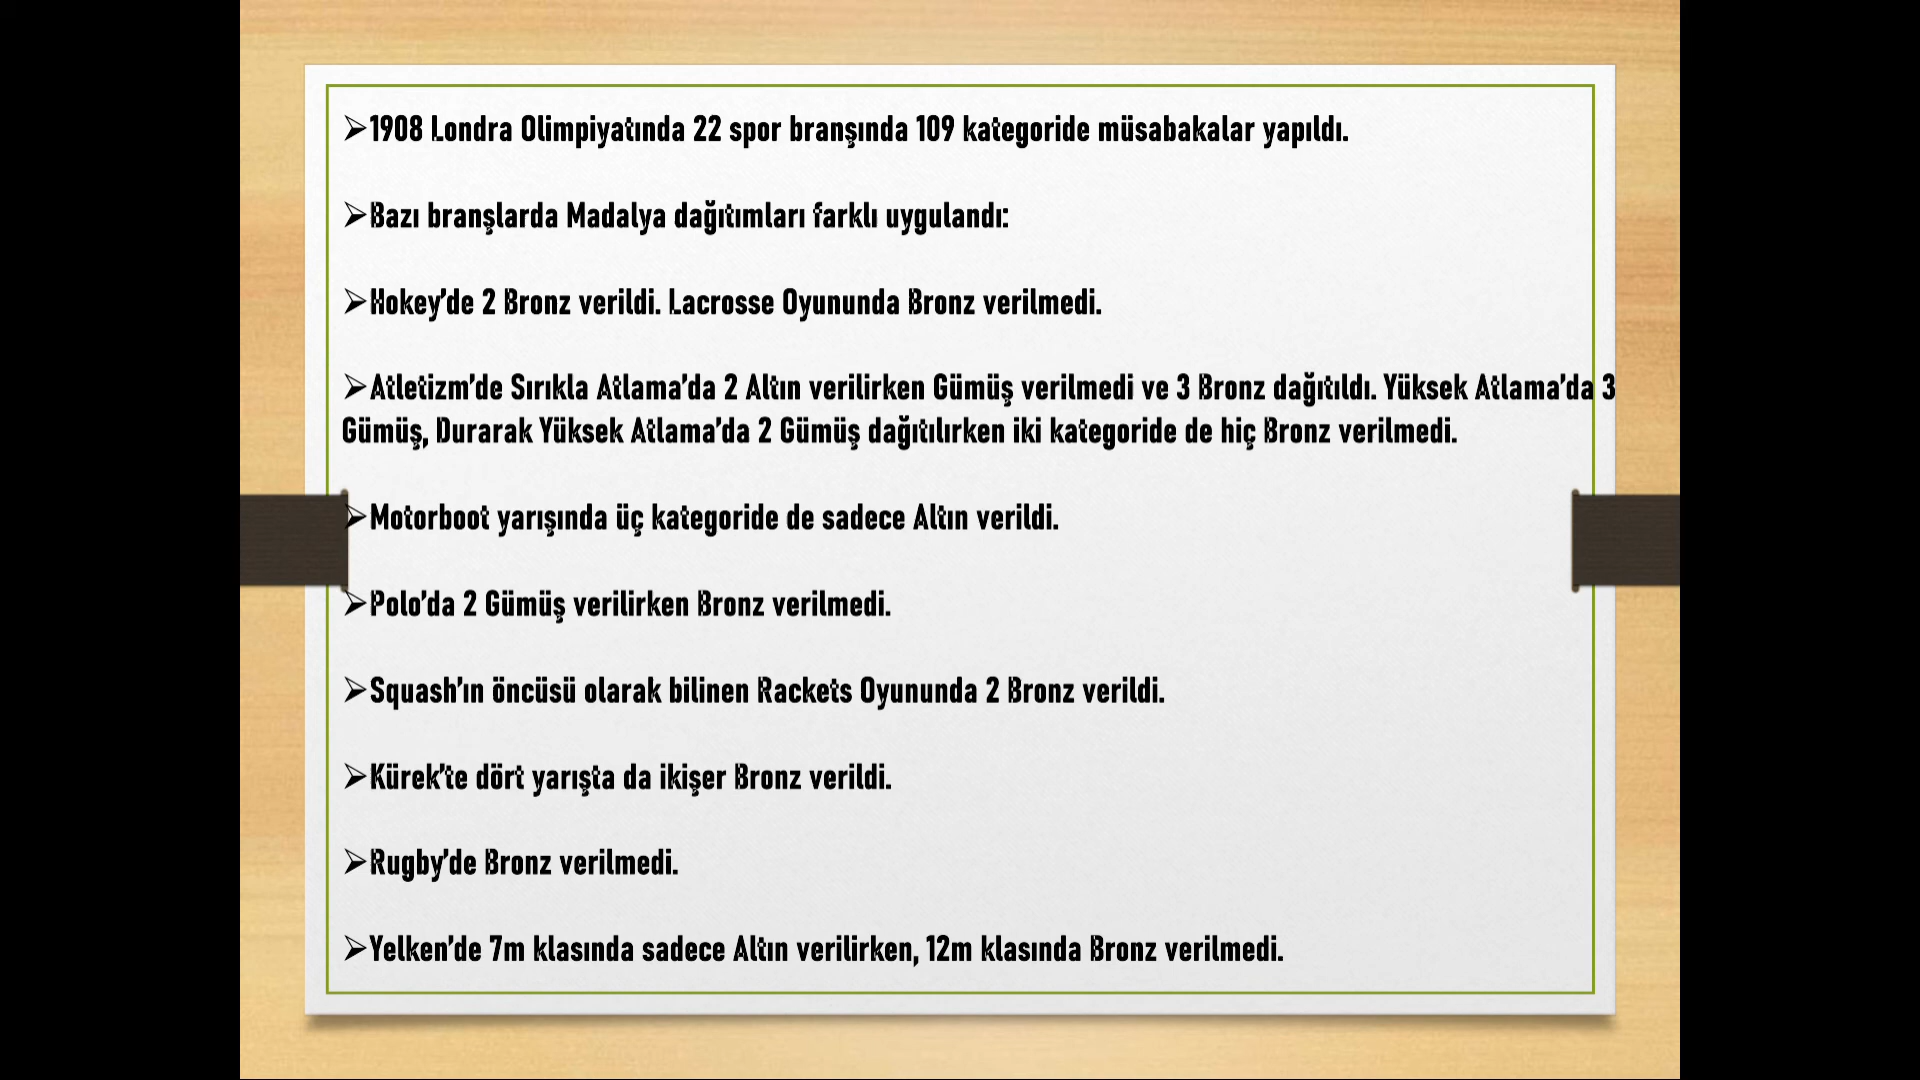 ➢1908 Londra Olimpiyatında 22 spor branşında 109 kategoride müsabakalar yapıldı.
➢Bazı branşlarda Madalya dağıtımları farklı uygulandı:
➢Hokey’de 2 Bronz verildi. Lacrosse Oyununda Bronz verilmedi.
➢Atletizm’de Sırıkla Atlama’da 2 Altın verilirken Gümüş verilmedi ve 3 Bronz dağıtıldı. Yüksek Atlama’da 3
Gümüş, Durarak Yüksek Atlama’da 2 Gümüş dağıtılırken iki kategoride de hiç Bronz verilmedi.
➢Motorboot yarışında üç kategoride de sadece Altın verildi.
➢Polo’da 2 Gümüş verilirken Bronz verilmedi.
➢Squash’ın öncüsü olarak bilinen Rackets Oyununda 2 Bronz verildi.
➢Kürek’te dört yarışta da ikişer Bronz verildi.
➢Rugby’de Bronz verilmedi.
➢Yelken’de 7m klasında sadece Altın verilirken, 12m klasında Bronz verilmedi.